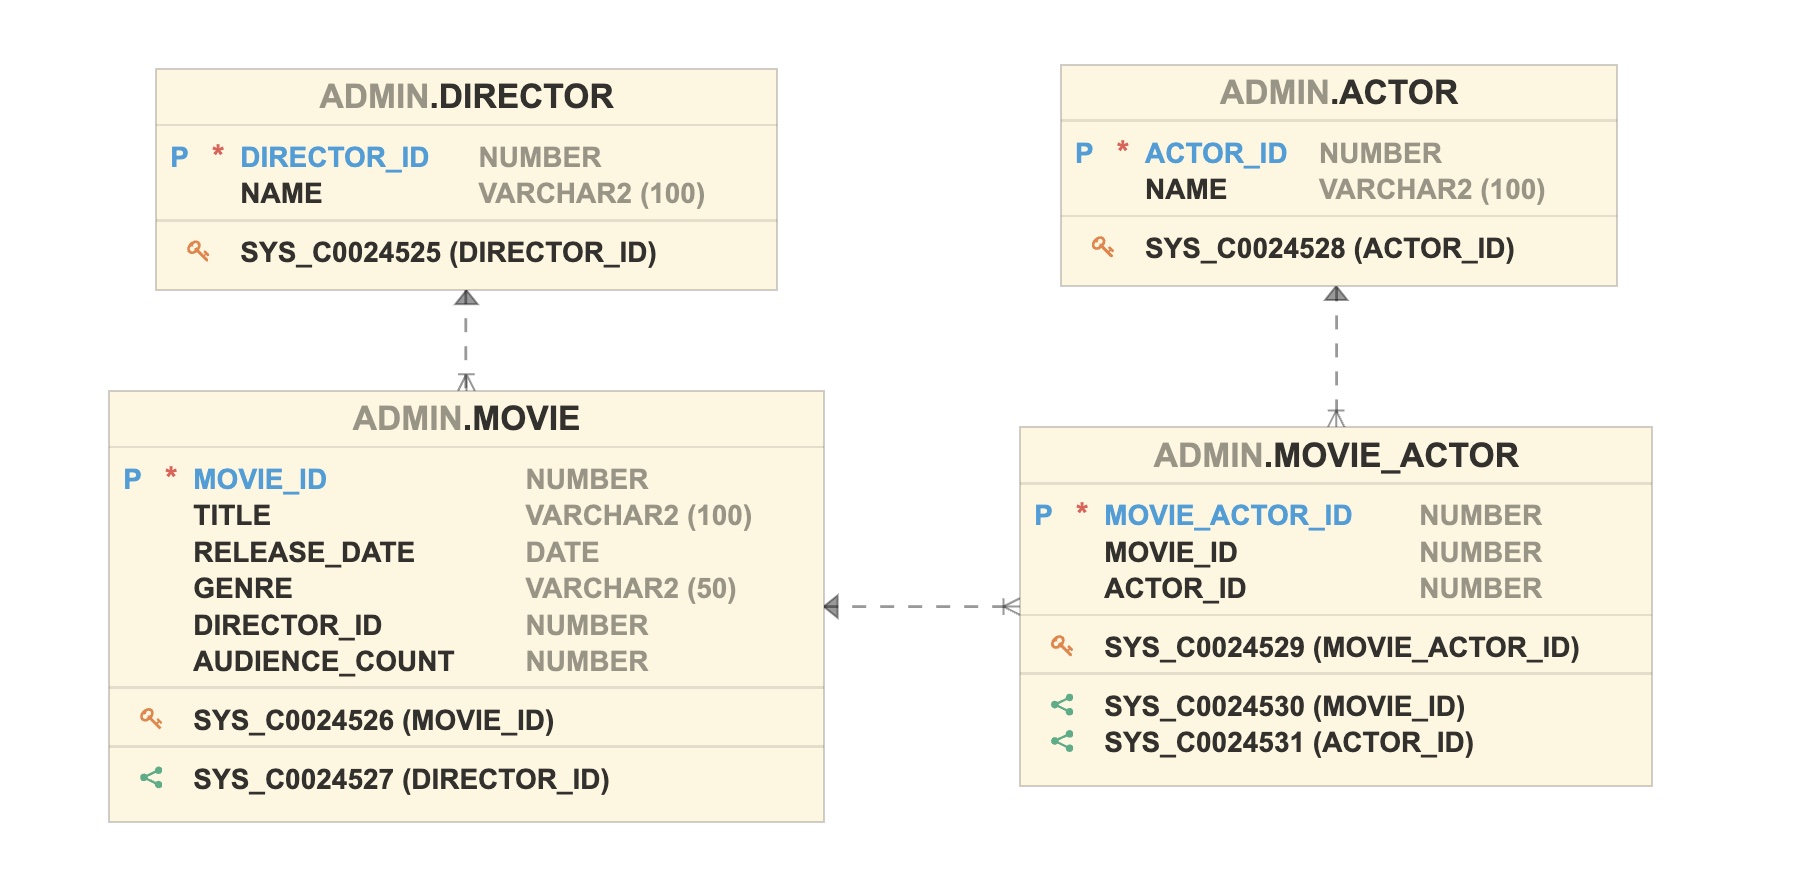 ADMIN.DIRECTOR
P * DIRECTOR_ID NUMBER
NAME VARCHAR2 (100)
SYS_C0024525 (DIRECTOR_ID)
ADMIN.ACTOR
P * ACTOR_ID NUMBER
NAME VARCHAR2 (100)
SYS_C0024528 (ACTOR_ID)
ADMIN.MOVIE
P * MOVIE_ID NUMBER
TITLE VARCHAR2 (100)
RELEASE_DATE DATE
GENRE VARCHAR2 (50)
DIRECTOR_ID NUMBER
AUDIENCE_COUNT NUMBER
SYS_C0024526 (MOVIE_ID)
SYS_C0024527 (DIRECTOR_ID)
ADMIN.MOVIE_ACTOR
P * MOVIE_ACTOR_ID NUMBER
MOVIE_ID NUMBER
ACTOR_ID NUMBER
SYS_C0024529 (MOVIE_ACTOR_ID)
SYS_C0024530 (MOVIE_ID)
SYS_C0024531 (ACTOR_ID)